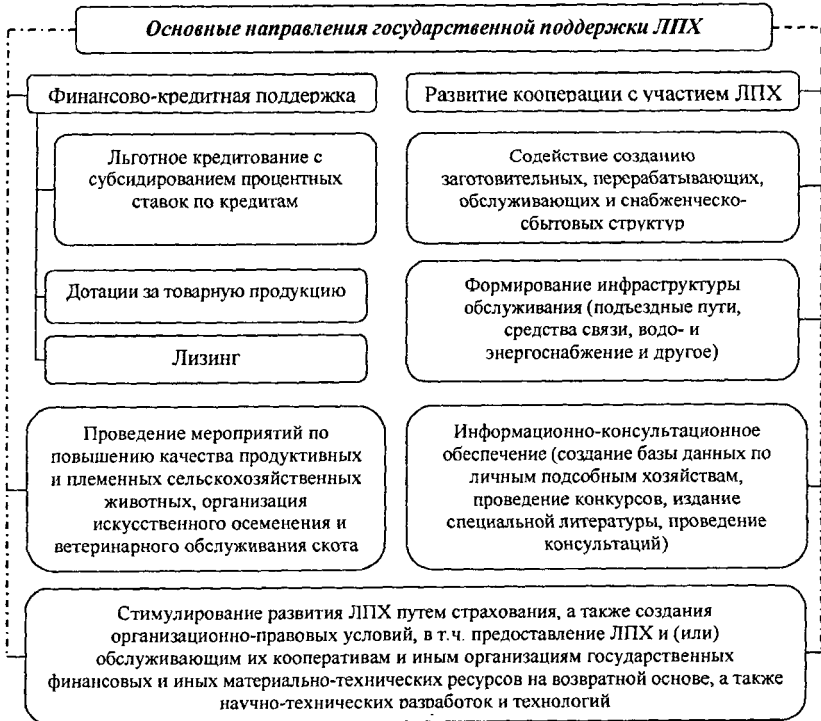 Основные направления государственной поддержки ЛПХ
Финансово-кредитная поддержка
Льготное кредитование с
субсидированием процентных
ставок по кредитам
Дотации за товарную продукцию
Лизинг
Проведение мероприятий по
повышению качества продуктивных
и племенных сельскохозяйственных
животных, организация
искусственного осеменения и
ветеринарного обслуживания скота
Развитие кооперации с участием ЛПХ
Содействие созданию
заготовительных, перерабатывающих,
обслуживающих и снабженческо-
сбытовых структур
Формирование инфраструктуры
обслуживания (подъездные пути,
средства связи, водо- и
энергоснабжение и другое)
Информационно-консультационное
обеспечение (создание базы данных по
личным подсобным хозяйствам,
проведение конкурсов, издание
специальной литературы, проведение
консультаций)
Стимулирование развития ЛПХ путем страхования, а также создания
организационно-правовых условий, в т.ч. предоставление ЛПХ и (или)
обслуживающим их кооперативам и иным организациям государственных
финансовых и иных материально-технических ресурсов на возвратной основе, а также
научно-технических разработок и технологий